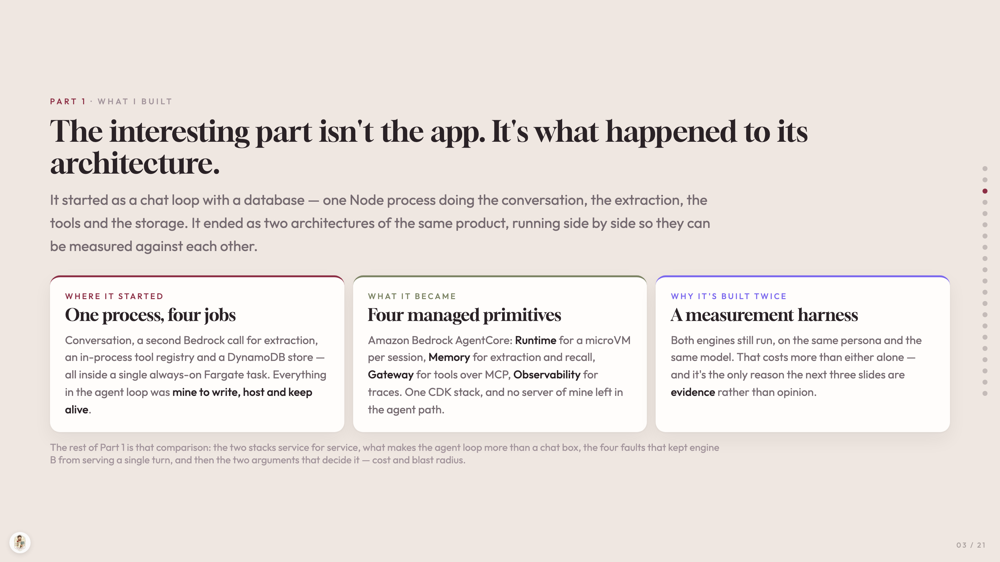 PART 1 · WHAT I BUILT
The interesting part isn't the app. It's what happened to its
architecture.
It started as a chat loop with a database — one Node process doing the conversation, the extraction, the
tools and the storage. It ended as two architectures of the same product, running side by side so they can
be measured against each other.
WHERE IT STARTED
One process, four jobs
Conversation, a second Bedrock call for extraction,
an in-process tool registry and a DynamoDB store —
all inside a single always-on Fargate task. Everything
in the agent loop was mine to write, host and keep
alive.
WHAT IT BECAME
Four managed primitives
Amazon Bedrock AgentCore: Runtime for a microVM
per session, Memory for extraction and recall,
Gateway for tools over MCP, Observability for
traces. One CDK stack, and no server of mine left in
the agent path.
WHY IT'S BUILT TWICE
A measurement harness
Both engines still run, on the same persona and the
same model. That costs more than either alone —
and it's the only reason the next three slides are
evidence rather than opinion.
The rest of Part 1 is that comparison: the two stacks service for service, what makes the agent loop more than a chat box, the four faults that kept engine
B from serving a single turn, and then the two arguments that decide it — cost and blast radius.
03 / 21